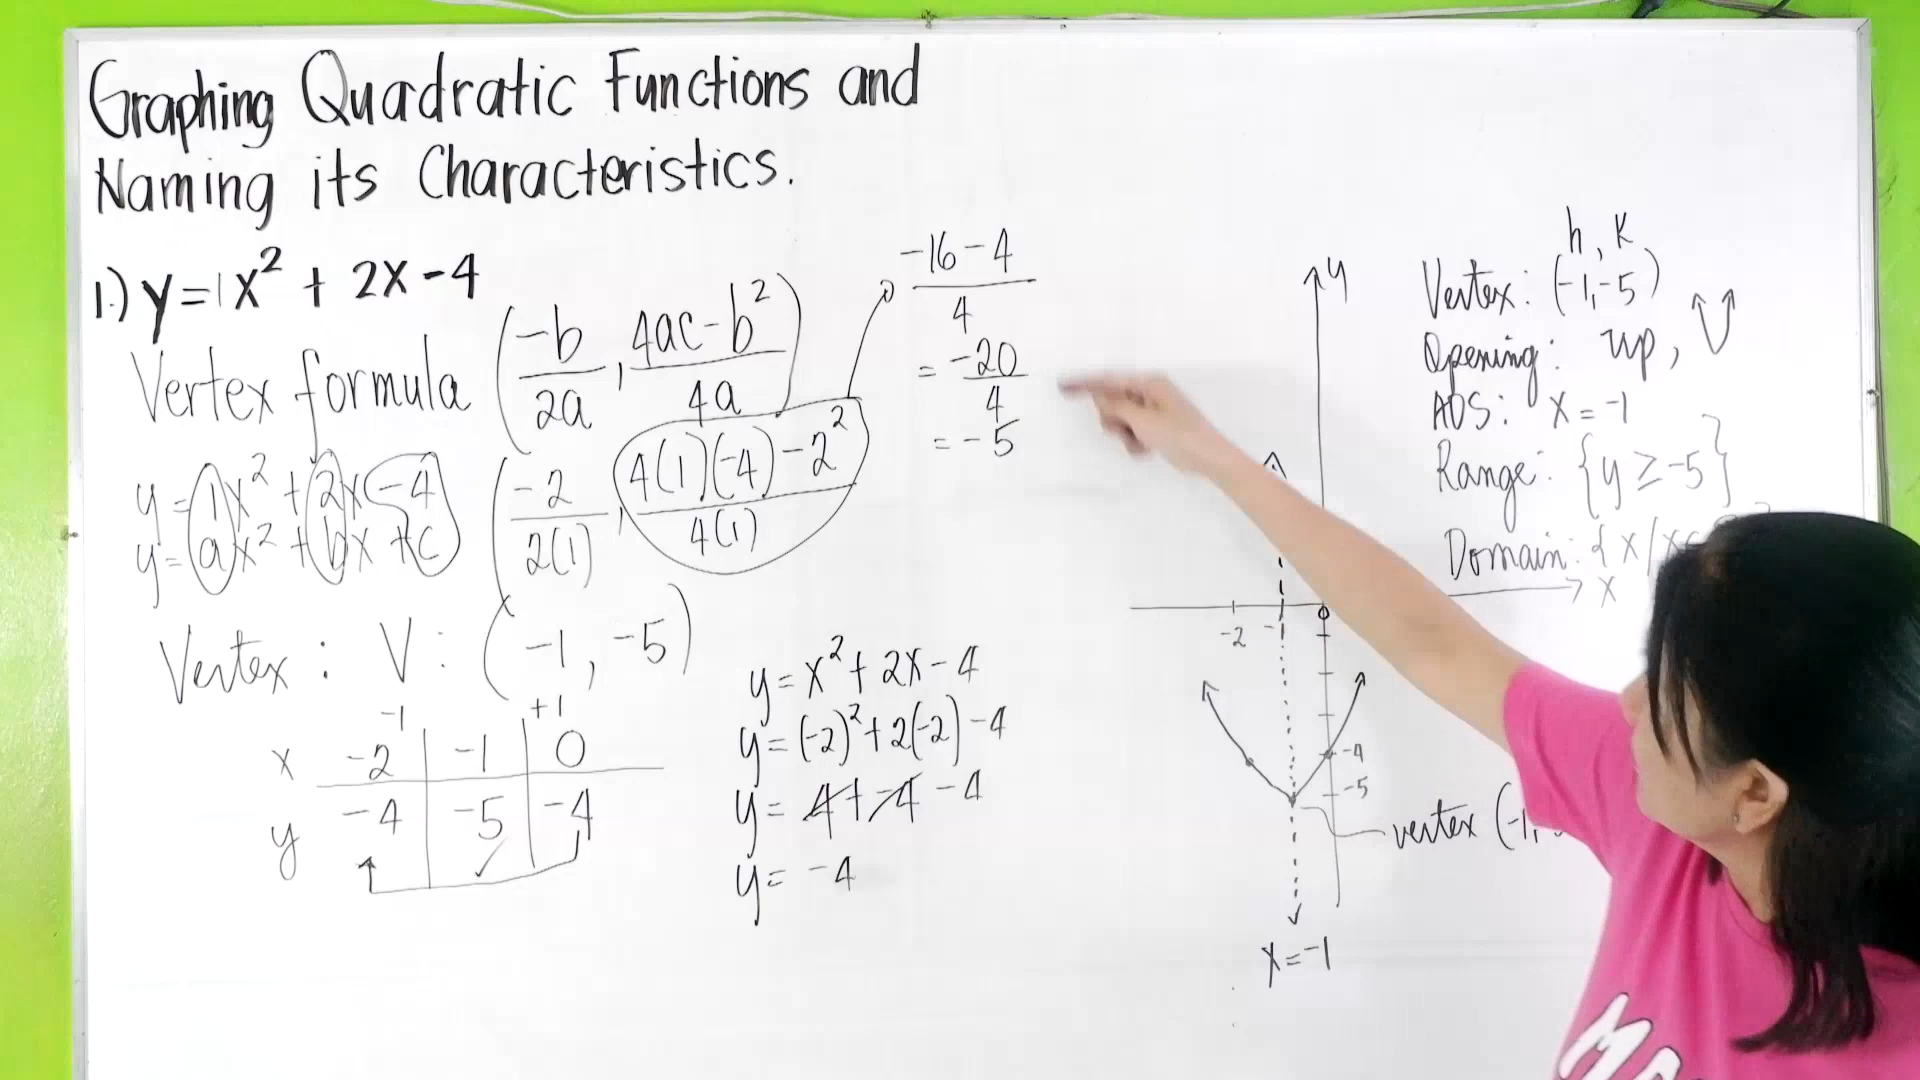 Graphing Quadratic Functions and
Naming its Characteristics.
1.) y = 1x² + 2x - 4
Vertex formula (-b/2a, 4ac-b²/4a)
y = 1x² + 2x - 4
y = ax² + bx + c
(-2/2(1), 4(1)(-4)-2²/4(1))
-16-4/4
= -20/4
= -5
Vertex: V: (-1, -5)
-1 +1
x -2 -1 0
y -4 -5 -4
y = x² + 2x - 4
y = (-2)² + 2(-2) - 4
y = 4 + -4 - 4
y = -4
y
x
0
-2 -1
-4
-5
vertex (-1,
x = -1
h, k
Vertex: (-1, -5)
Opening: up,
AOS: x = -1
Range: {y ≥ -5}
Domain: {x/x